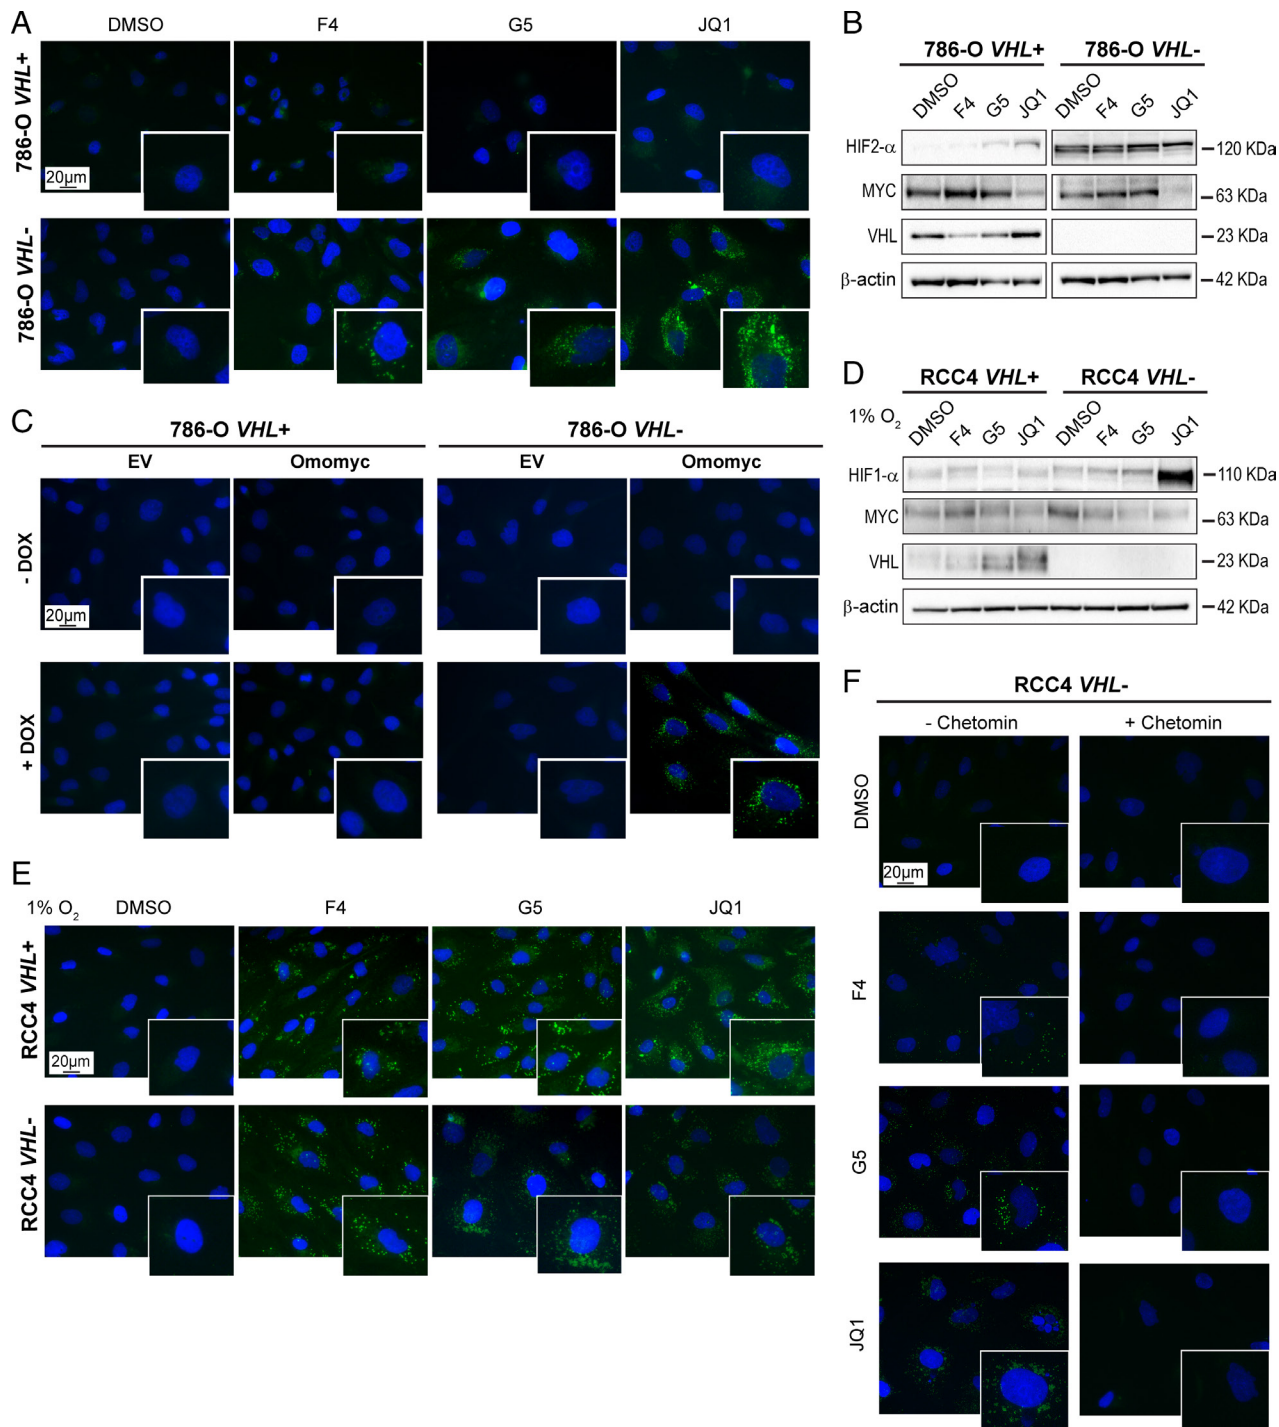 A
DMSO F4 G5 JQ1
786-O VHL+
20µm
786-O VHL-
B
786-O VHL+ 786-O VHL-
DMSO F4 G5 JQ1 DMSO F4 G5 JQ1
HIF2-α 120 KDa
MYC 63 KDa
VHL 23 KDa
β-actin 42 KDa
C
786-O VHL+ 786-O VHL-
EV Omomyc EV Omomyc
- DOX
20µm
+ DOX
D
RCC4 VHL+ RCC4 VHL-
1% O2 DMSO F4 G5 JQ1 DMSO F4 G5 JQ1
HIF1-α 110 KDa
MYC 63 KDa
VHL 23 KDa
β-actin 42 KDa
E
1% O2 DMSO F4 G5 JQ1
RCC4 VHL+
20µm
RCC4 VHL-
F
RCC4 VHL-
- Chetomin + Chetomin
DMSO
20µm
F4
G5
JQ1